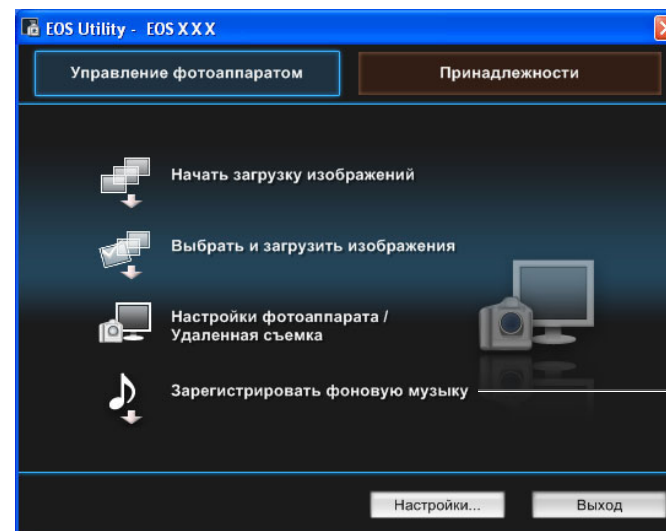 EOS Utility - EOS X X X
Управление фотоаппаратом
Принадлежности
Начать загрузку изображений
Выбрать и загрузить изображения
Настройки фотоаппарата /
Удаленная съемка
Зарегистрировать фоновую музыку
Настройки...
Выход